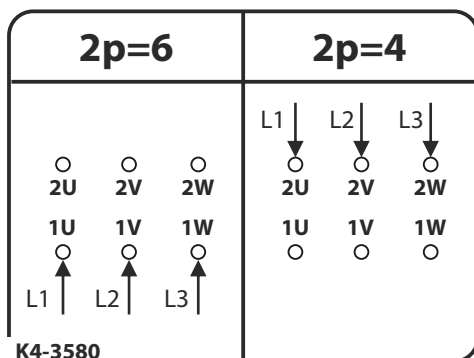 2p=6
2U 2V 2W
1U 1V 1W
L1 L2 L3
K4-3580
2p=4
L1 L2 L3
2U 2V 2W
1U 1V 1W